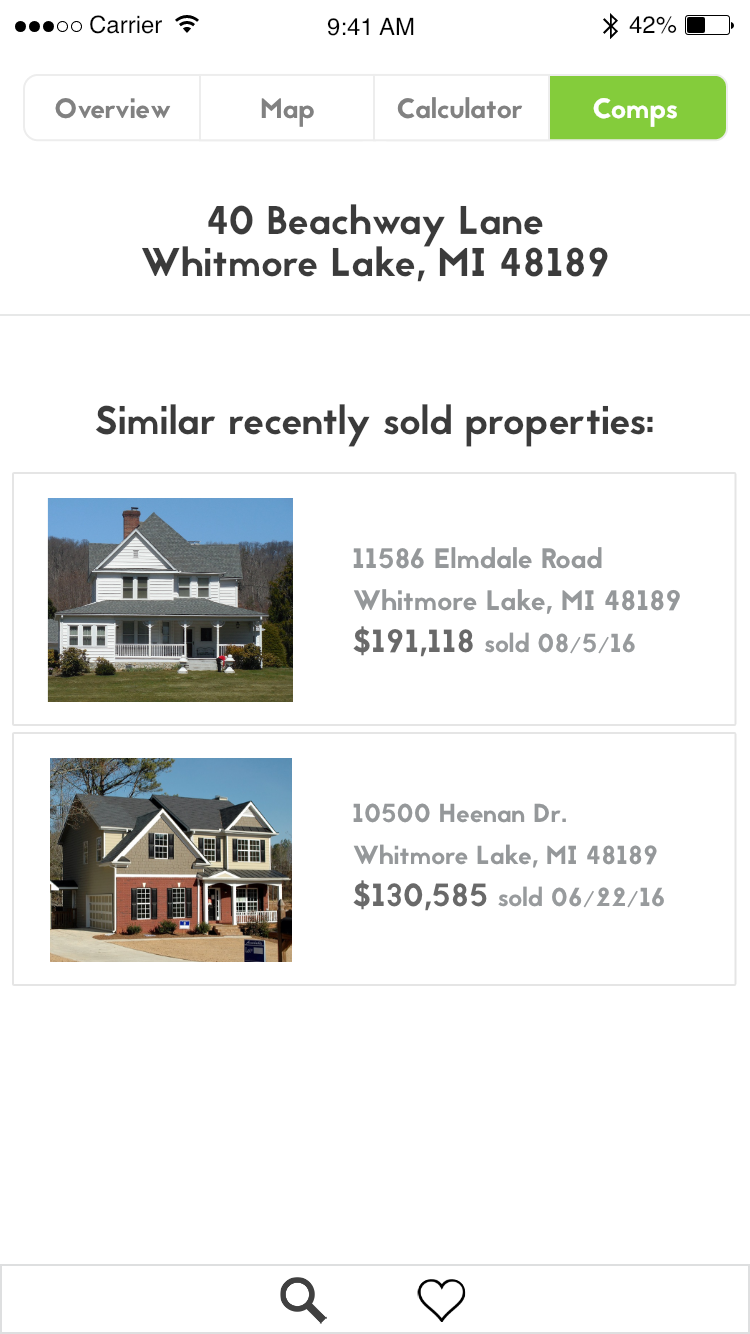 Carrier 9:41 AM 42%
Overview Map Calculator Comps
40 Beachway Lane
Whitmore Lake, MI 48189
Similar recently sold properties:
11586 Elmdale Road
Whitmore Lake, MI 48189
$191,118 sold 08/5/16
10500 Heenan Dr.
Whitmore Lake, MI 48189
$130,585 sold 06/22/16